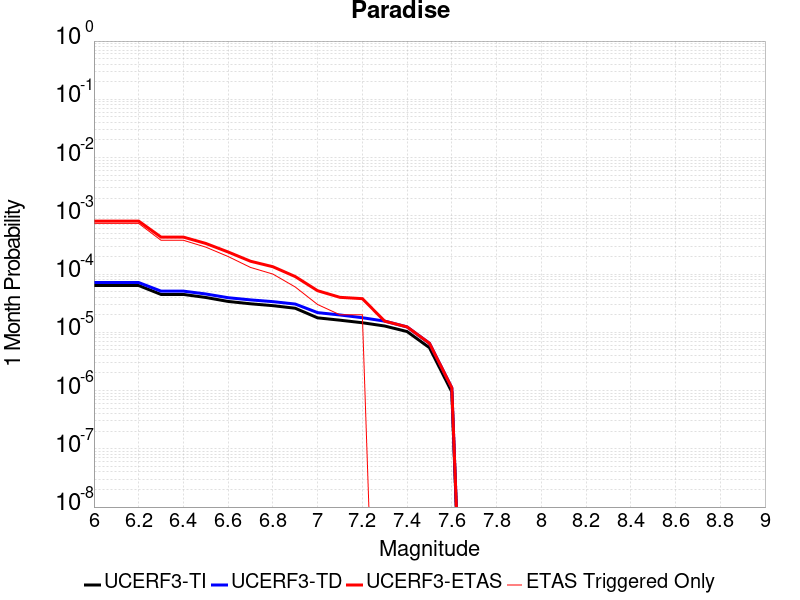 Paradise
10^0
10^-1
10^-2
10^-3
10^-4
10^-5
10^-6
10^-7
10^-8
1 Month Probability
6 6.2 6.4 6.6 6.8 7 7.2 7.4 7.6 7.8 8 8.2 8.4 8.6 8.8 9
Magnitude
UCERF3-TI UCERF3-TD UCERF3-ETAS ETAS Triggered Only